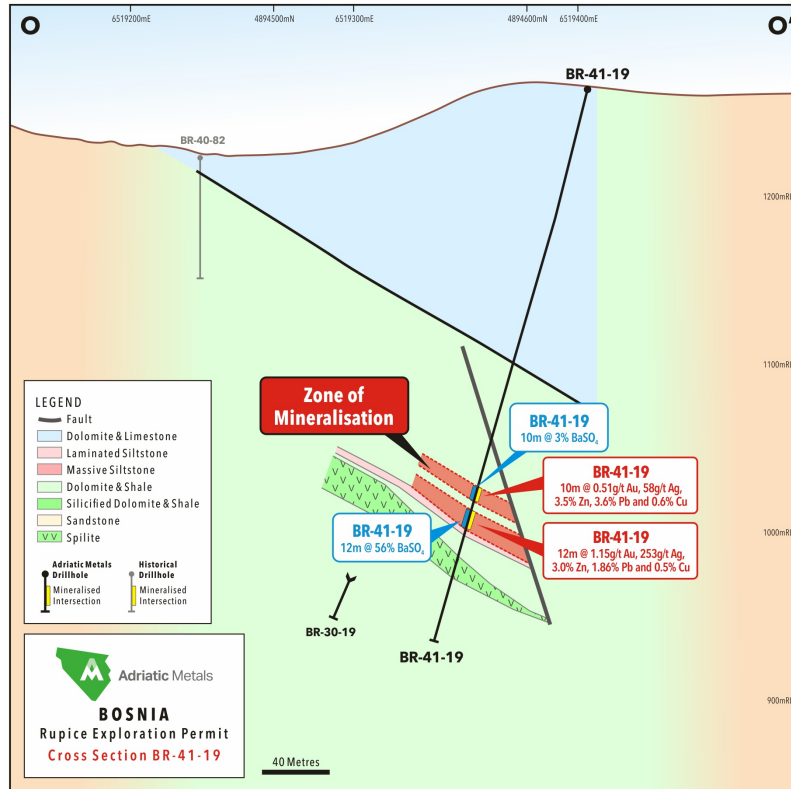 O
O'
6519200mE
4894500mN
6519300mE
4894600mN
6519400mE
BR-41-19
BR-40-82
1200mRL
1100mRL
Zone of
Mineralisation
BR-41-19
10m @ 3% BaSO₄
BR-41-19
10m @ 0.51g/t Au, 58g/t Ag,
3.5% Zn, 3.6% Pb and 0.6% Cu
1000mRL
BR-41-19
12m @ 56% BaSO₄
BR-41-19
12m @ 1.15g/t Au, 253g/t Ag,
3.0% Zn, 1.86% Pb and 0.5% Cu
BR-30-19
BR-41-19
900mRL
LEGEND
Fault
Dolomite & Limestone
Laminated Siltstone
Massive Siltstone
Dolomite & Shale
Silicified Dolomite & Shale
Sandstone
Spilite
Adriatic Metals
Drillhole
Mineralised
Intersection
Historical
Drillhole
Mineralised
Intersection
Adriatic Metals
BOSNIA
Rupice Exploration Permit
Cross Section BR-41-19
40 Metres